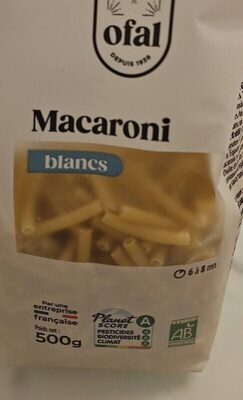 ofal
DEPUIS 1936
Macaroni
blancs
6 à 8 mn
Par une
entreprise
française
Poids net :
500g
Planet
SCORE
A
PESTICIDES
BIODIVERSITÉ
CLIMAT
AB